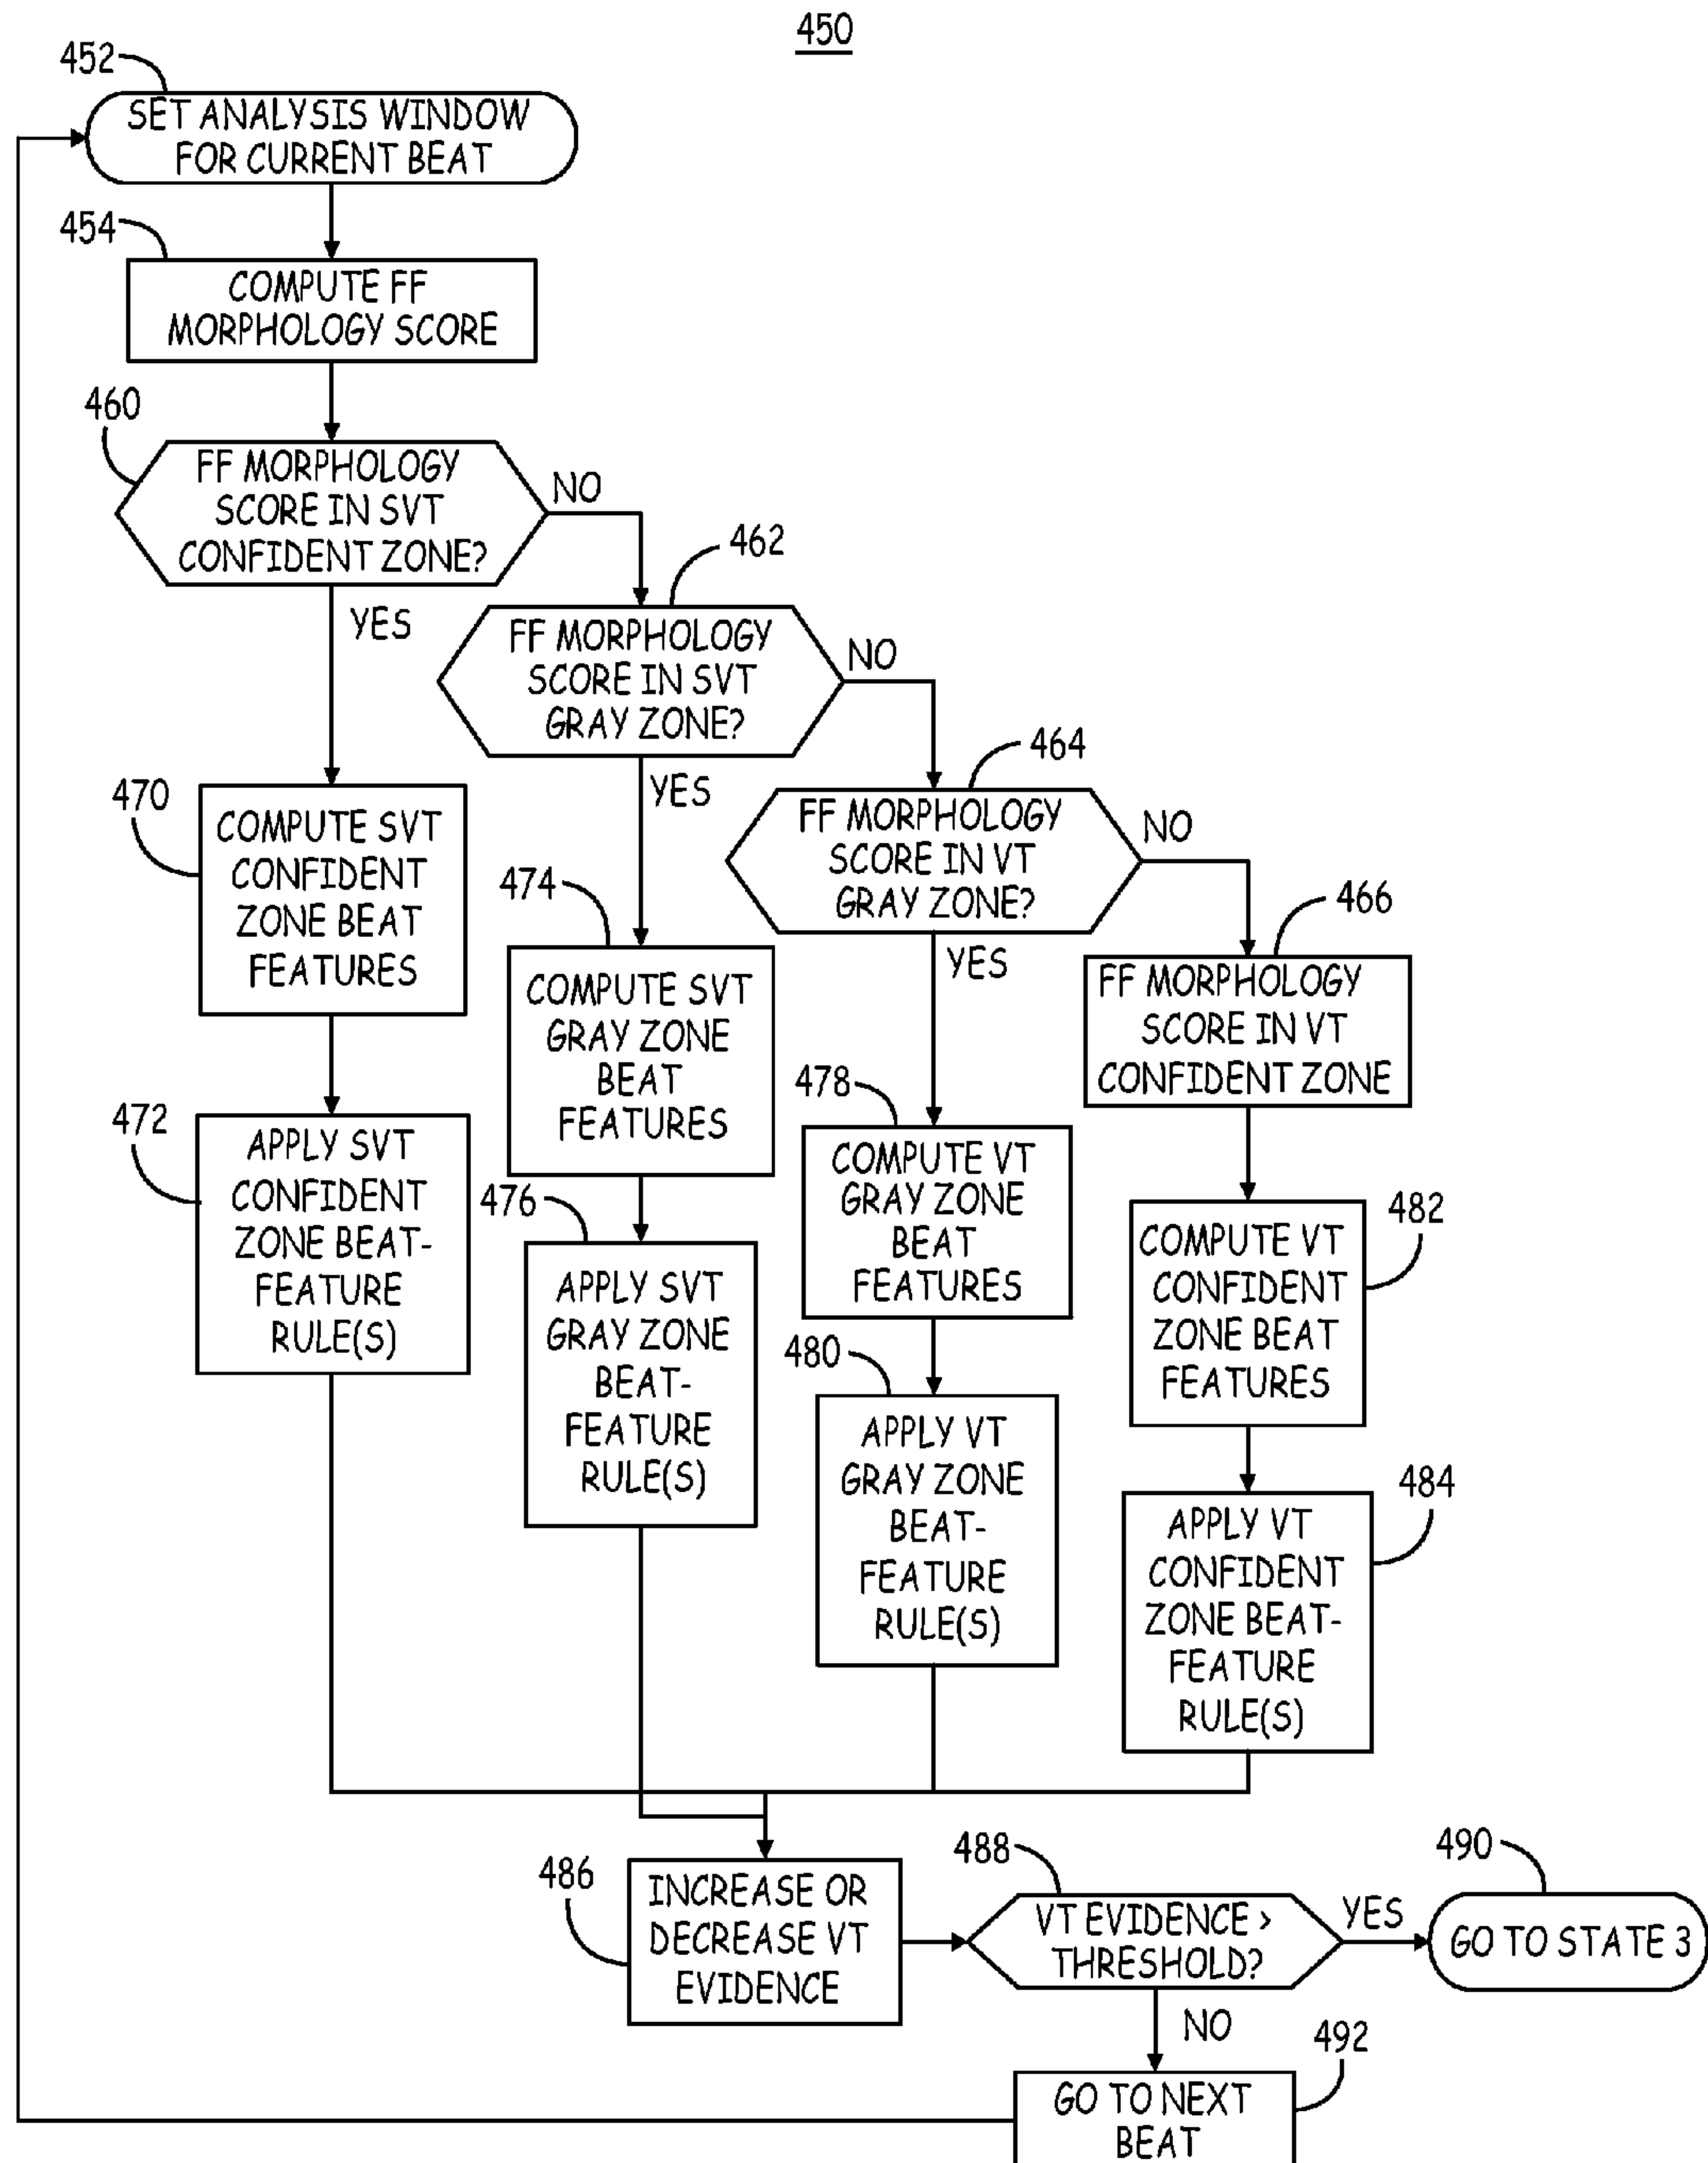 450
452
SET ANALYSIS WINDOW
FOR CURRENT BEAT
454
COMPUTE FF
MORPHOLOGY SCORE
460
FF MORPHOLOGY
SCORE IN SVT
CONFIDENT ZONE?
NO
YES
462
FF MORPHOLOGY
SCORE IN SVT
GRAY ZONE?
NO
YES
464
FF MORPHOLOGY
SCORE IN VT
GRAY ZONE?
NO
YES
466
FF MORPHOLOGY
SCORE IN VT
CONFIDENT ZONE
470
COMPUTE SVT
CONFIDENT
ZONE BEAT
FEATURES
472
APPLY SVT
CONFIDENT
ZONE BEAT-
FEATURE
RULE(S)
474
COMPUTE SVT
GRAY ZONE
BEAT
FEATURES
476
APPLY SVT
GRAY ZONE
BEAT-
FEATURE
RULE(S)
478
COMPUTE VT
GRAY ZONE
BEAT
FEATURES
480
APPLY VT
GRAY ZONE
BEAT-
FEATURE
RULE(S)
482
COMPUTE VT
CONFIDENT
ZONE BEAT
FEATURES
484
APPLY VT
CONFIDENT
ZONE BEAT-
FEATURE
RULE(S)
486
INCREASE OR
DECREASE VT
EVIDENCE
488
VT EVIDENCE >
THRESHOLD?
YES
NO
490
GO TO STATE 3
492
GO TO NEXT
BEAT